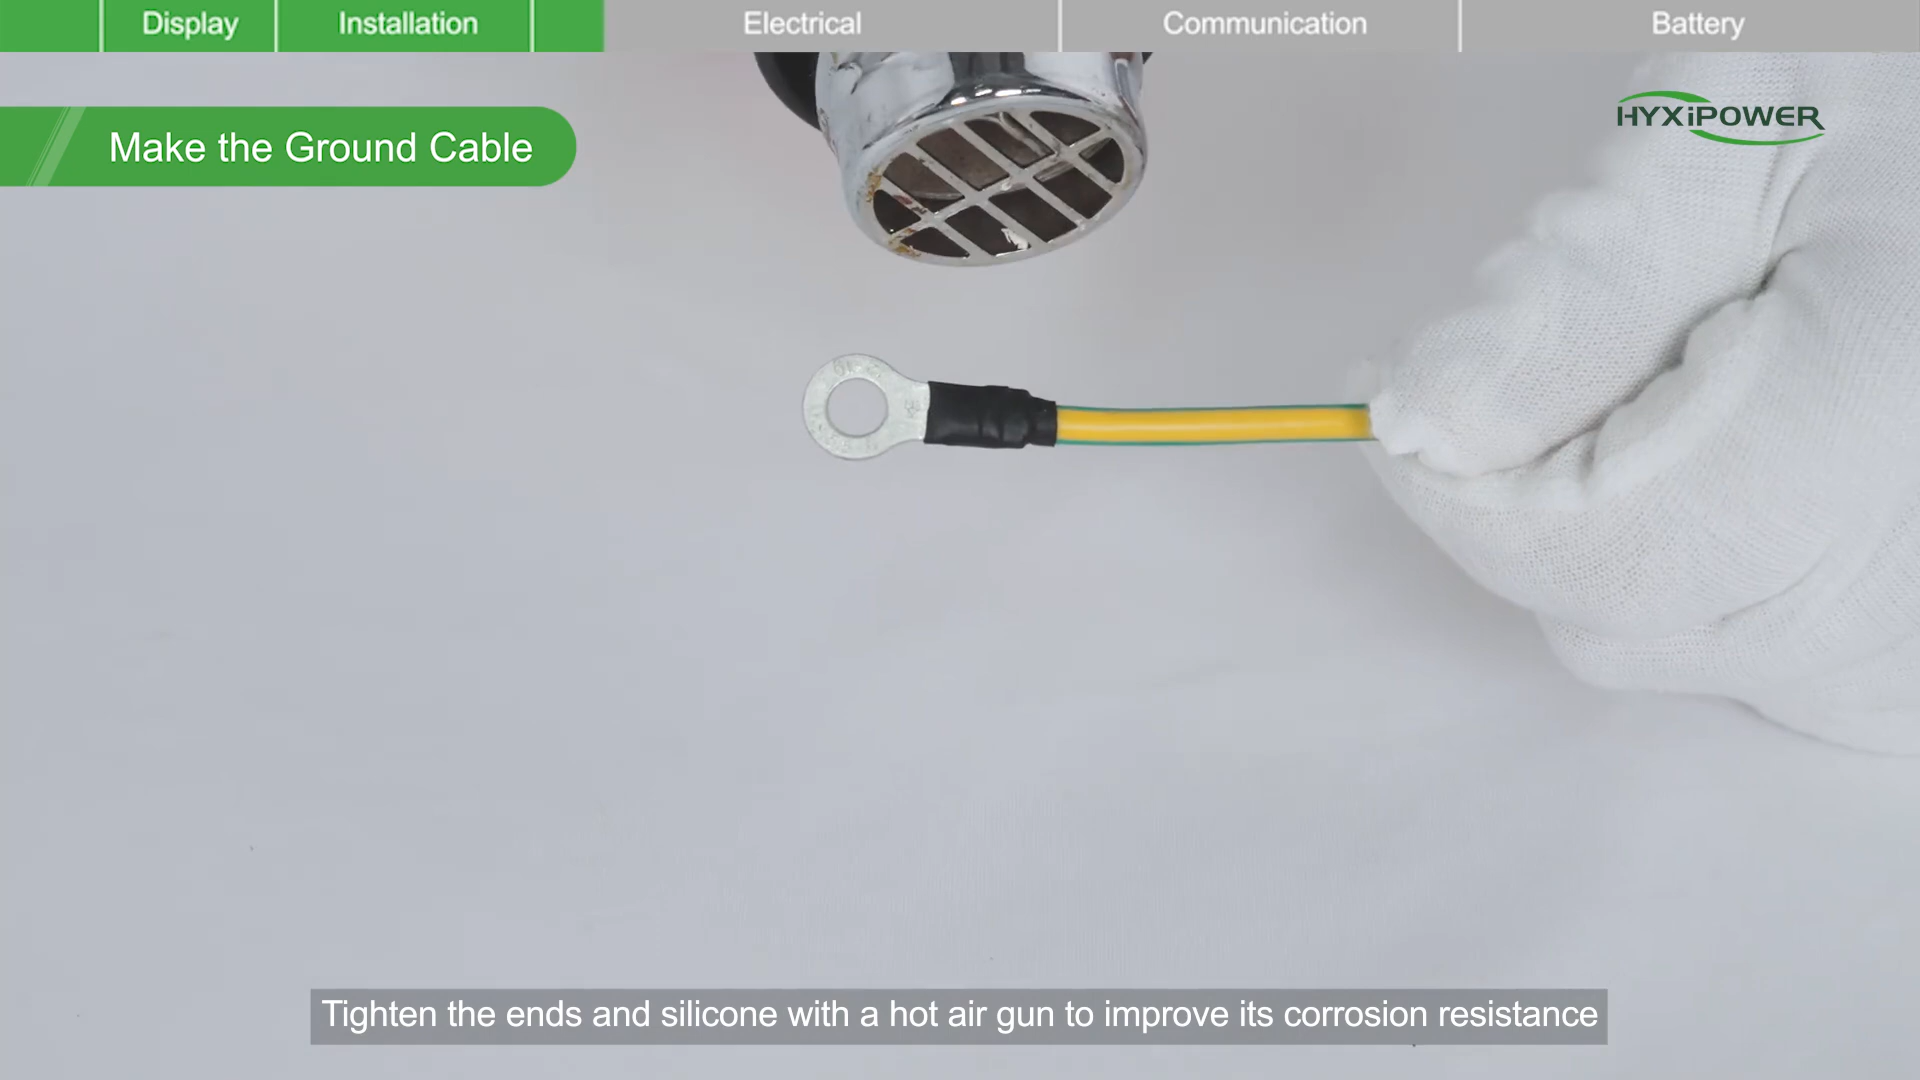 Display
Installation
Electrical
Communication
Battery
Make the Ground Cable
HYXiPOWER
Tighten the ends and silicone with a hot air gun to improve its corrosion resistance